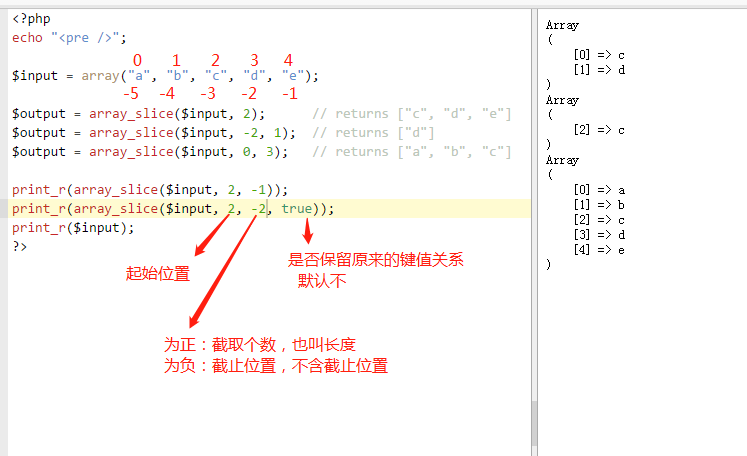 <?php
echo "<pre />";
0 1 2 3 4
$input = array("a", "b", "c", "d", "e");
-5 -4 -3 -2 -1
$output = array_slice($input, 2);      // returns ["c", "d", "e"]
$output = array_slice($input, -2, 1);  // returns ["d"]
$output = array_slice($input, 0, 3);   // returns ["a", "b", "c"]
print_r(array_slice($input, 2, -1));
print_r(array_slice($input, 2, -2, true));
print_r($input);
?>
起始位置
是否保留原来的键值关系
默认不
为正：截取个数，也叫长度
为负：截止位置，不含截止位置
Array
(
[0] => c
[1] => d
)
Array
(
[2] => c
)
Array
(
[0] => a
[1] => b
[2] => c
[3] => d
[4] => e
)